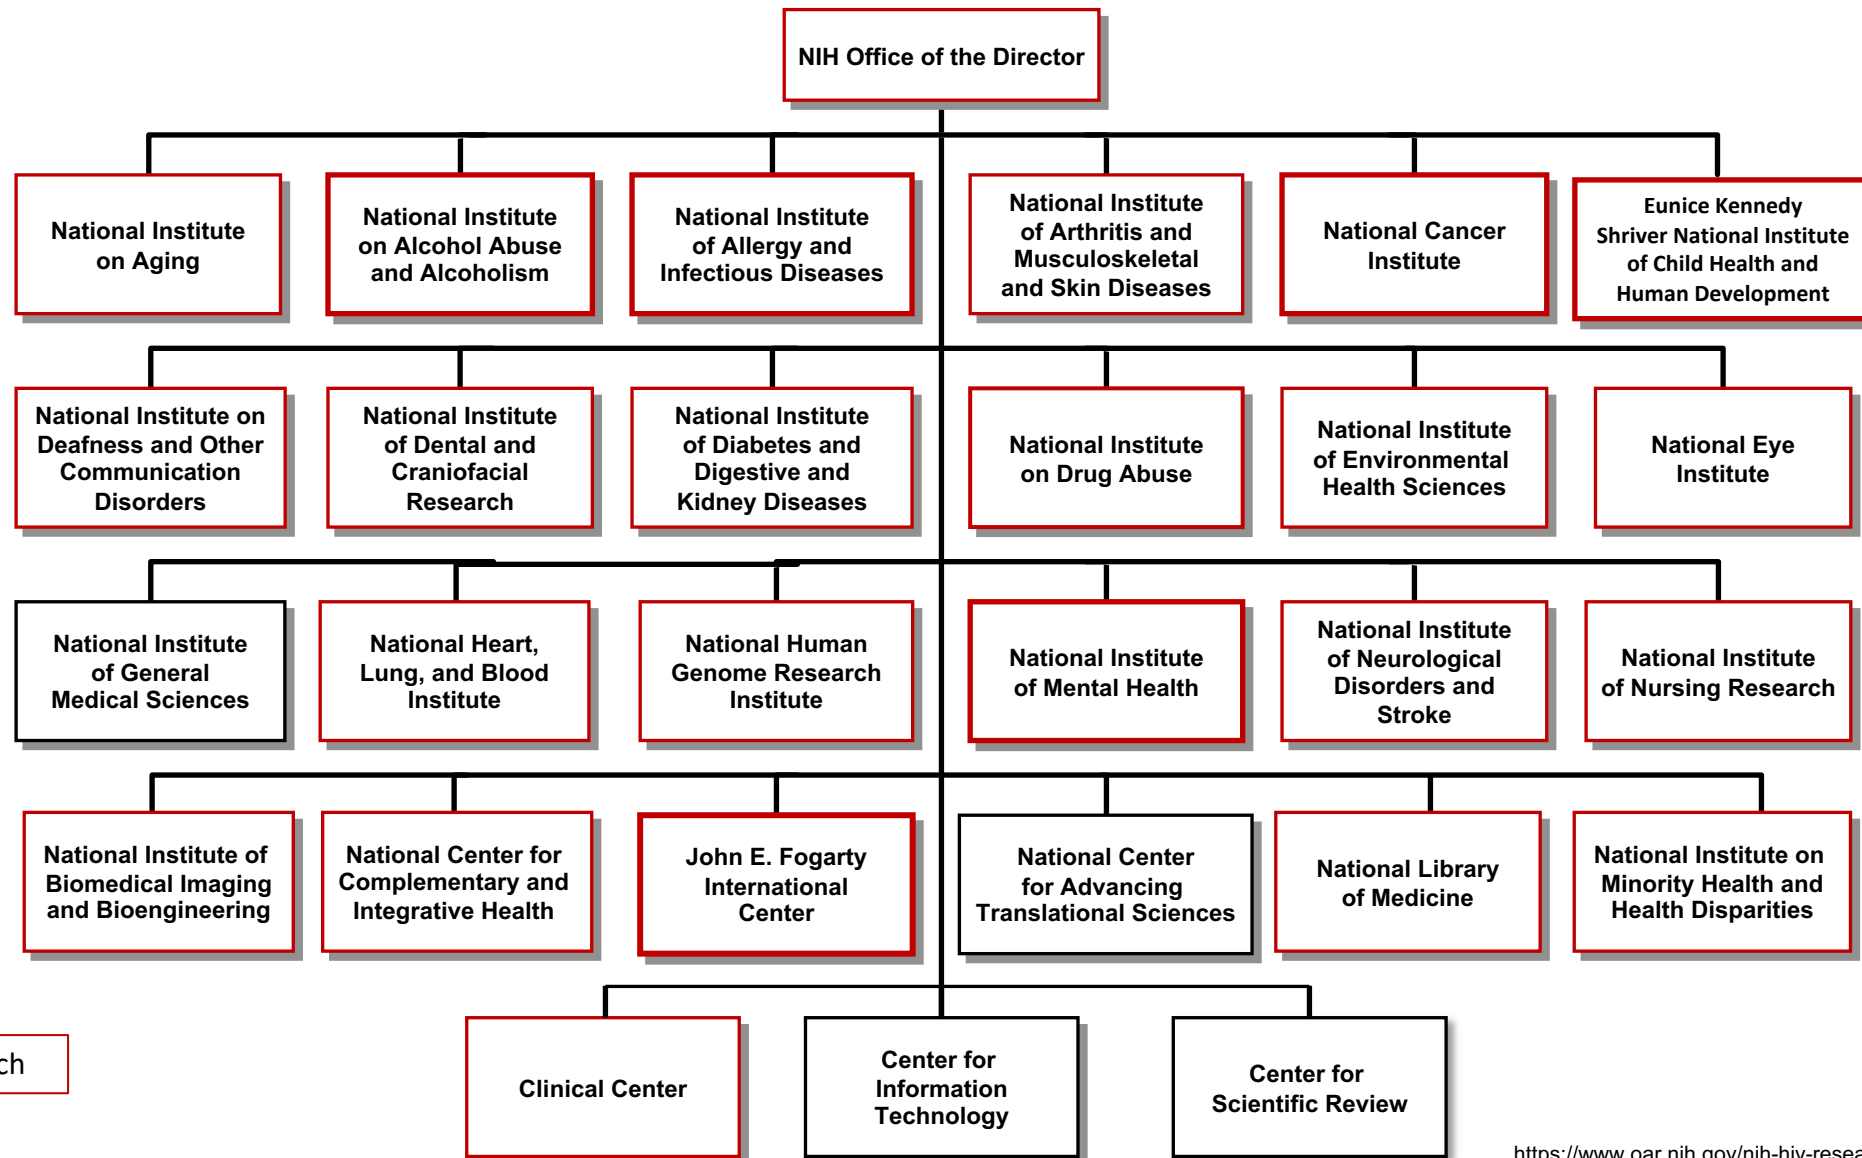 NIH Office of the Director
National Institute
on Aging
National Institute
on Alcohol Abuse
and Alcoholism
National Institute
of Allergy and
Infectious Diseases
National Institute
of Arthritis and
Musculoskeletal
and Skin Diseases
National Cancer
Institute
Eunice Kennedy
Shriver National Institute
of Child Health and
Human Development
National Institute on
Deafness and Other
Communication
Disorders
National Institute
of Dental and
Craniofacial
Research
National Institute
of Diabetes and
Digestive and
Kidney Diseases
National Institute
on Drug Abuse
National Institute
of Environmental
Health Sciences
National Eye
Institute
National Institute
of General
Medical Sciences
National Heart,
Lung, and Blood
Institute
National Human
Genome Research
Institute
National Institute
of Mental Health
National Institute
of Neurological
Disorders and
Stroke
National Institute
of Nursing Research
National Institute of
Biomedical Imaging
and Bioengineering
National Center for
Complementary and
Integrative Health
John E. Fogarty
International
Center
National Center
for Advancing
Translational Sciences
National Library
of Medicine
National Institute on
Minority Health and
Health Disparities
ch
Clinical Center
Center for
Information
Technology
Center for
Scientific Review
https://www.oar.nih.gov/nih-hiv-resea